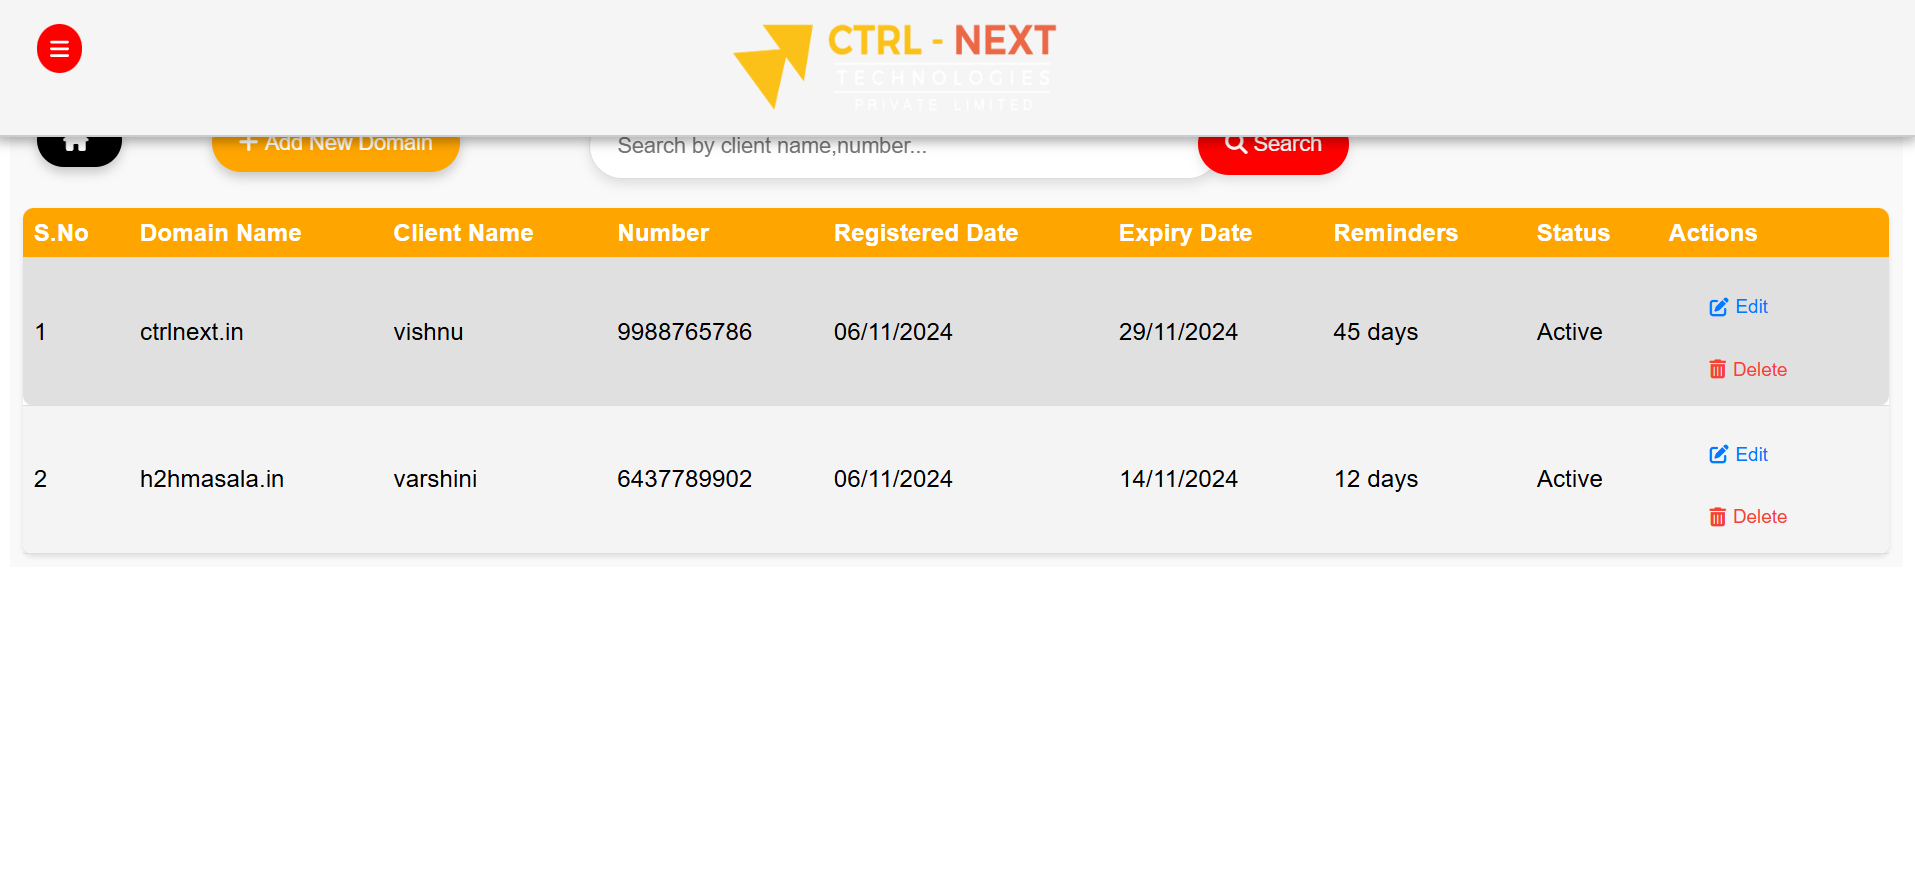 CTRL - NEXT
TECHNOLOGIES
PRIVATE LIMITED
Add New Domain
Search by client name,number...
Search
S.No Domain Name Client Name Number Registered Date Expiry Date Reminders Status Actions
1 ctrlnext.in vishnu 9988765786 06/11/2024 29/11/2024 45 days Active
Edit
Delete
2 h2hmasala.in varshini 6437789902 06/11/2024 14/11/2024 12 days Active
Edit
Delete